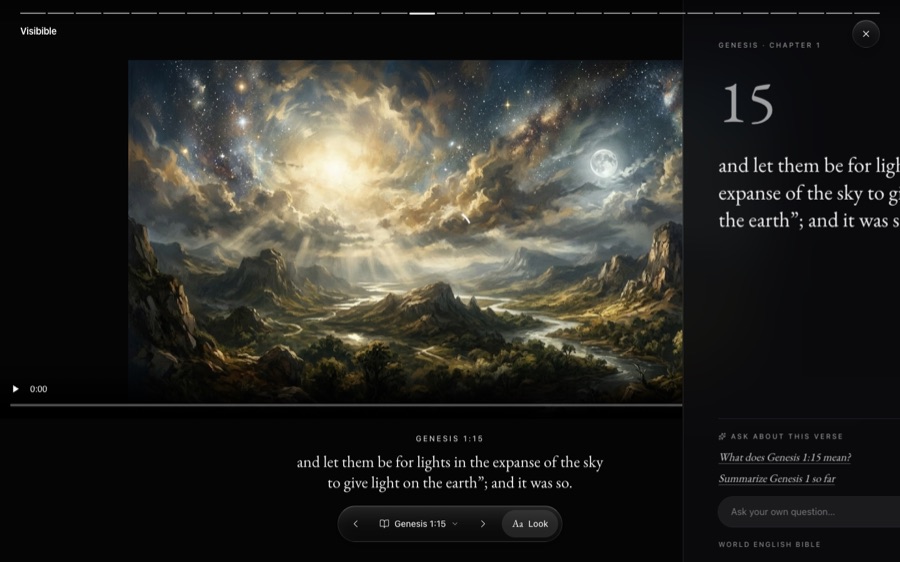 Visibible
GENESIS · CHAPTER 1
15
and let them be for ligh
expanse of the sky to gi
the earth”; and it was s
0:00
GENESIS 1:15
and let them be for lights in the expanse of the sky
to give light on the earth”; and it was so.
Genesis 1:15
Aa Look
ASK ABOUT THIS VERSE
What does Genesis 1:15 mean?
Summarize Genesis 1 so far
Ask your own question...
WORLD ENGLISH BIBLE